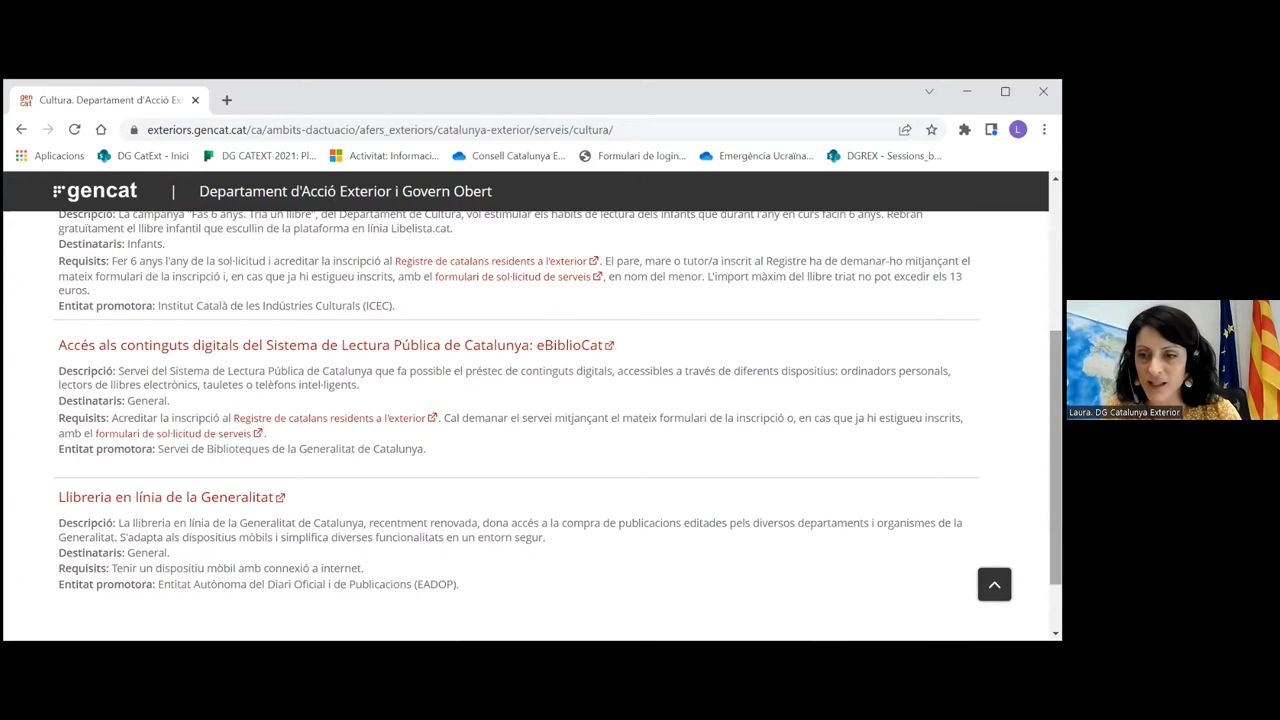 gen
cat
Cultura. Departament d'Acció Ex
exteriors.gencat.cat/ca/ambits-dactuacio/afers_exteriors/catalunya-exterior/serveis/cultura/
L
Aplicacions
DG CatExt - Inici
DG CATEXT 2021: Pl...
Activitat: Informaci...
Consell Catalunya E...
Formulari de login...
Emergència Ucraïna...
DGREX - Sessions_b...
gencat | Departament d'Acció Exterior i Govern Obert
Descripció: La campanya "Fas 6 anys. Tria un llibre", del Departament de Cultura, vol estimular els hàbits de lectura dels infants que durant l'any en curs facin 6 anys. Rebran
gratuïtament el llibre infantil que escullin de la plataforma en línia Libelista.cat.
Destinataris: Infants.
Requisits: Fer 6 anys l'any de la sol·licitud i acreditar la inscripció al Registre de catalans residents a l'exterior. El pare, mare o tutor/a inscrit al Registre ha de demanar-ho mitjançant el
mateix formulari de la inscripció i, en cas que ja hi estigueu inscrits, amb el formulari de sol·licitud de serveis, en nom del menor. L'import màxim del llibre triat no pot excedir els 13
euros.
Entitat promotora: Institut Català de les Indústries Culturals (ICEC).
Accés als continguts digitals del Sistema de Lectura Pública de Catalunya: eBiblioCat
Descripció: Servei del Sistema de Lectura Pública de Catalunya que fa possible el préstec de continguts digitals, accessibles a través de diferents dispositius: ordinadors personals,
lectors de llibres electrònics, tauletes o telèfons intel·ligents.
Destinataris: General.
Requisits: Acreditar la inscripció al Registre de catalans residents a l'exterior. Cal demanar el servei mitjançant el mateix formulari de la inscripció o, en cas que ja hi estigueu inscrits,
amb el formulari de sol·licitud de serveis.
Entitat promotora: Servei de Biblioteques de la Generalitat de Catalunya.
Llibreria en línia de la Generalitat
Descripció: La llibreria en línia de la Generalitat de Catalunya, recentment renovada, dona accés a la compra de publicacions editades pels diversos departaments i organismes de la
Generalitat. S'adapta als dispositius mòbils i simplifica diverses funcionalitats en un entorn segur.
Destinataris: General.
Requisits: Tenir un dispositiu mòbil amb connexió a internet.
Entitat promotora: Entitat Autònoma del Diari Oficial i de Publicacions (EADOP).
Laura. DG Catalunya Exterior